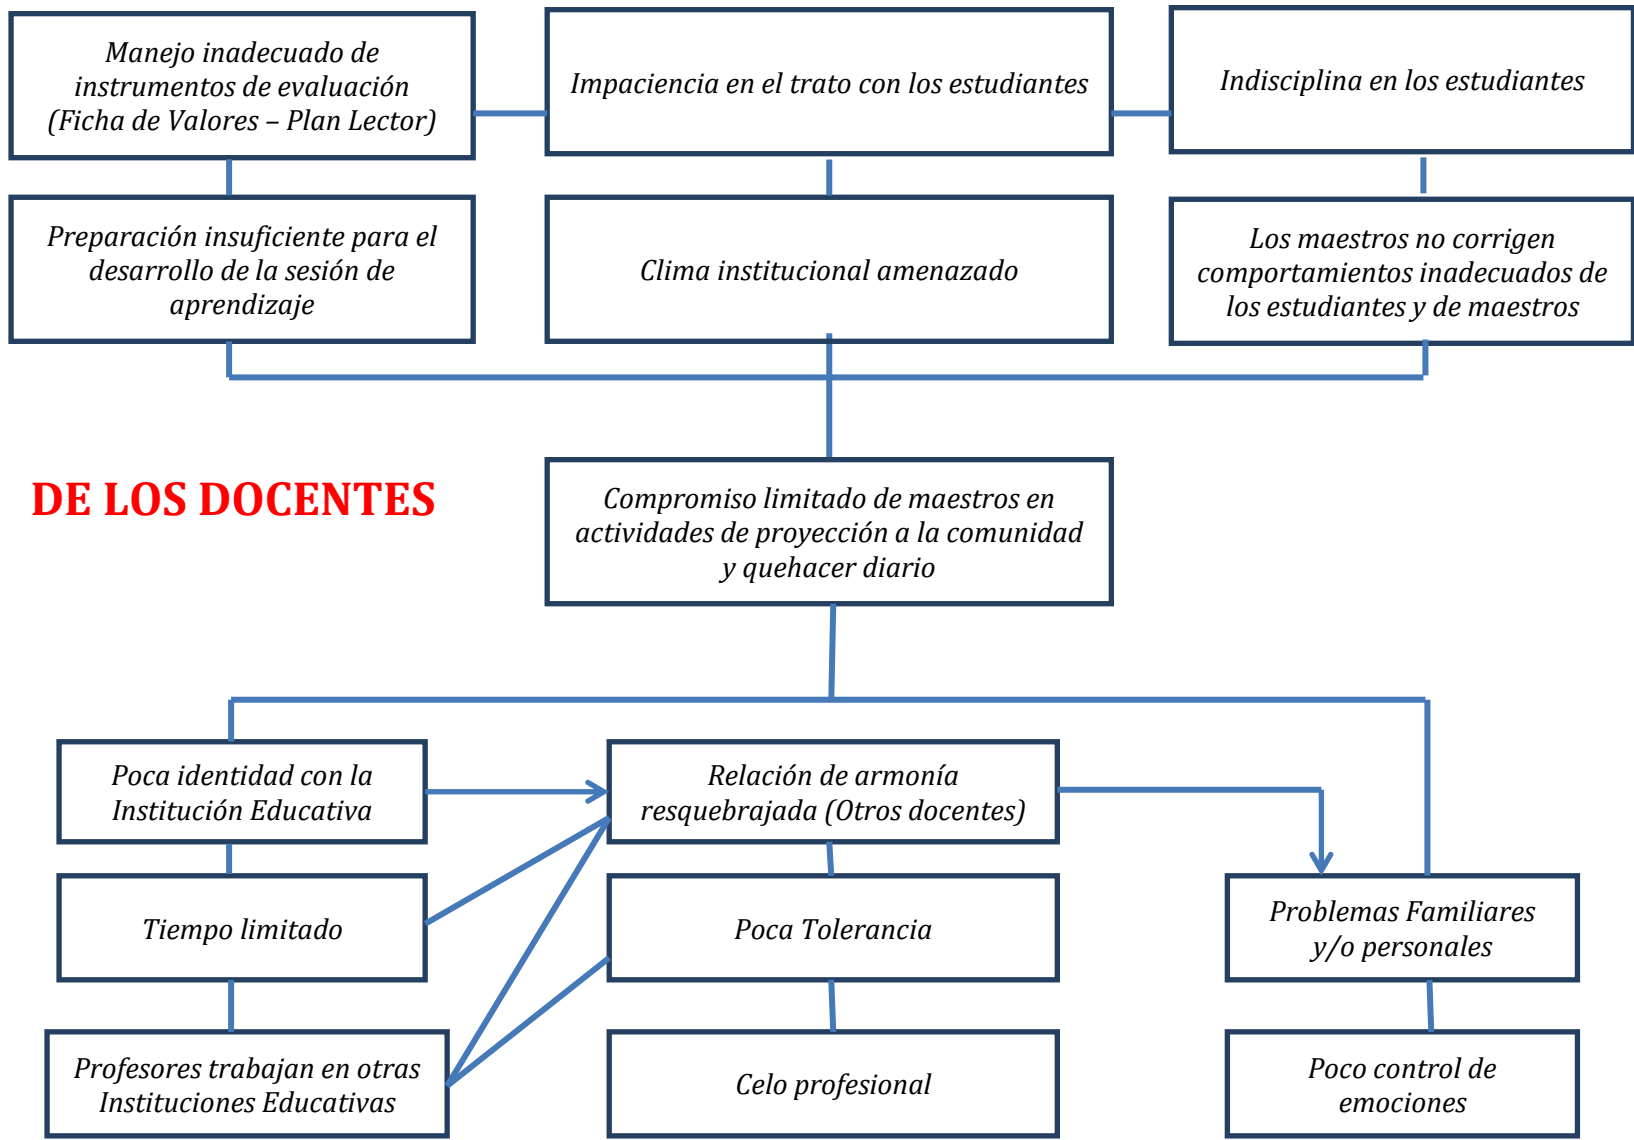 Manejo inadecuado de
instrumentos de evaluación
(Ficha de Valores – Plan Lector)
Impaciencia en el trato con los estudiantes
Indisciplina en los estudiantes
Preparación insuficiente para el
desarrollo de la sesión de
aprendizaje
Clima institucional amenazado
Los maestros no corrigen
comportamientos inadecuados de
los estudiantes y de maestros
DE LOS DOCENTES
Compromiso limitado de maestros en
actividades de proyección a la comunidad
y quehacer diario
Poca identidad con la
Institución Educativa
Relación de armonía
resquebrajada (Otros docentes)
Tiempo limitado
Poca Tolerancia
Problemas Familiares
y/o personales
Profesores trabajan en otras
Instituciones Educativas
Celo profesional
Poco control de
emociones